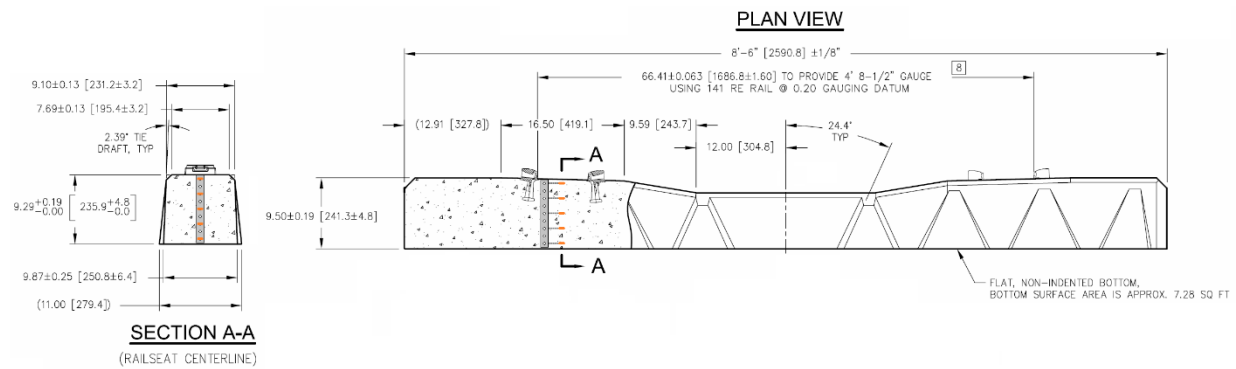 PLAN VIEW
8'-6" [2590.8] ±1/8"
66.41±0.063 [1686.8±1.60] TO PROVIDE 4' 8-1/2" GAUGE
USING 141 RE RAIL @ 0.20 GAUGING DATUM
8
(12.91 [327.8])
16.50 [419.1]
9.59 [243.7]
12.00 [304.8]
24.4°
TYP
A
A
9.50±0.19 [241.3±4.8]
FLAT, NON-INDENTED BOTTOM,
BOTTOM SURFACE AREA IS APPROX. 7.28 SQ FT
9.10±0.13 [231.2±3.2]
7.69±0.13 [195.4±3.2]
2.39° TIE
DRAFT, TYP
9.29 +0.19 -0.00 [235.9 +4.8 -0.0]
9.87±0.25 [250.8±6.4]
(11.00 [279.4])
SECTION A-A
(RAILSEAT CENTERLINE)